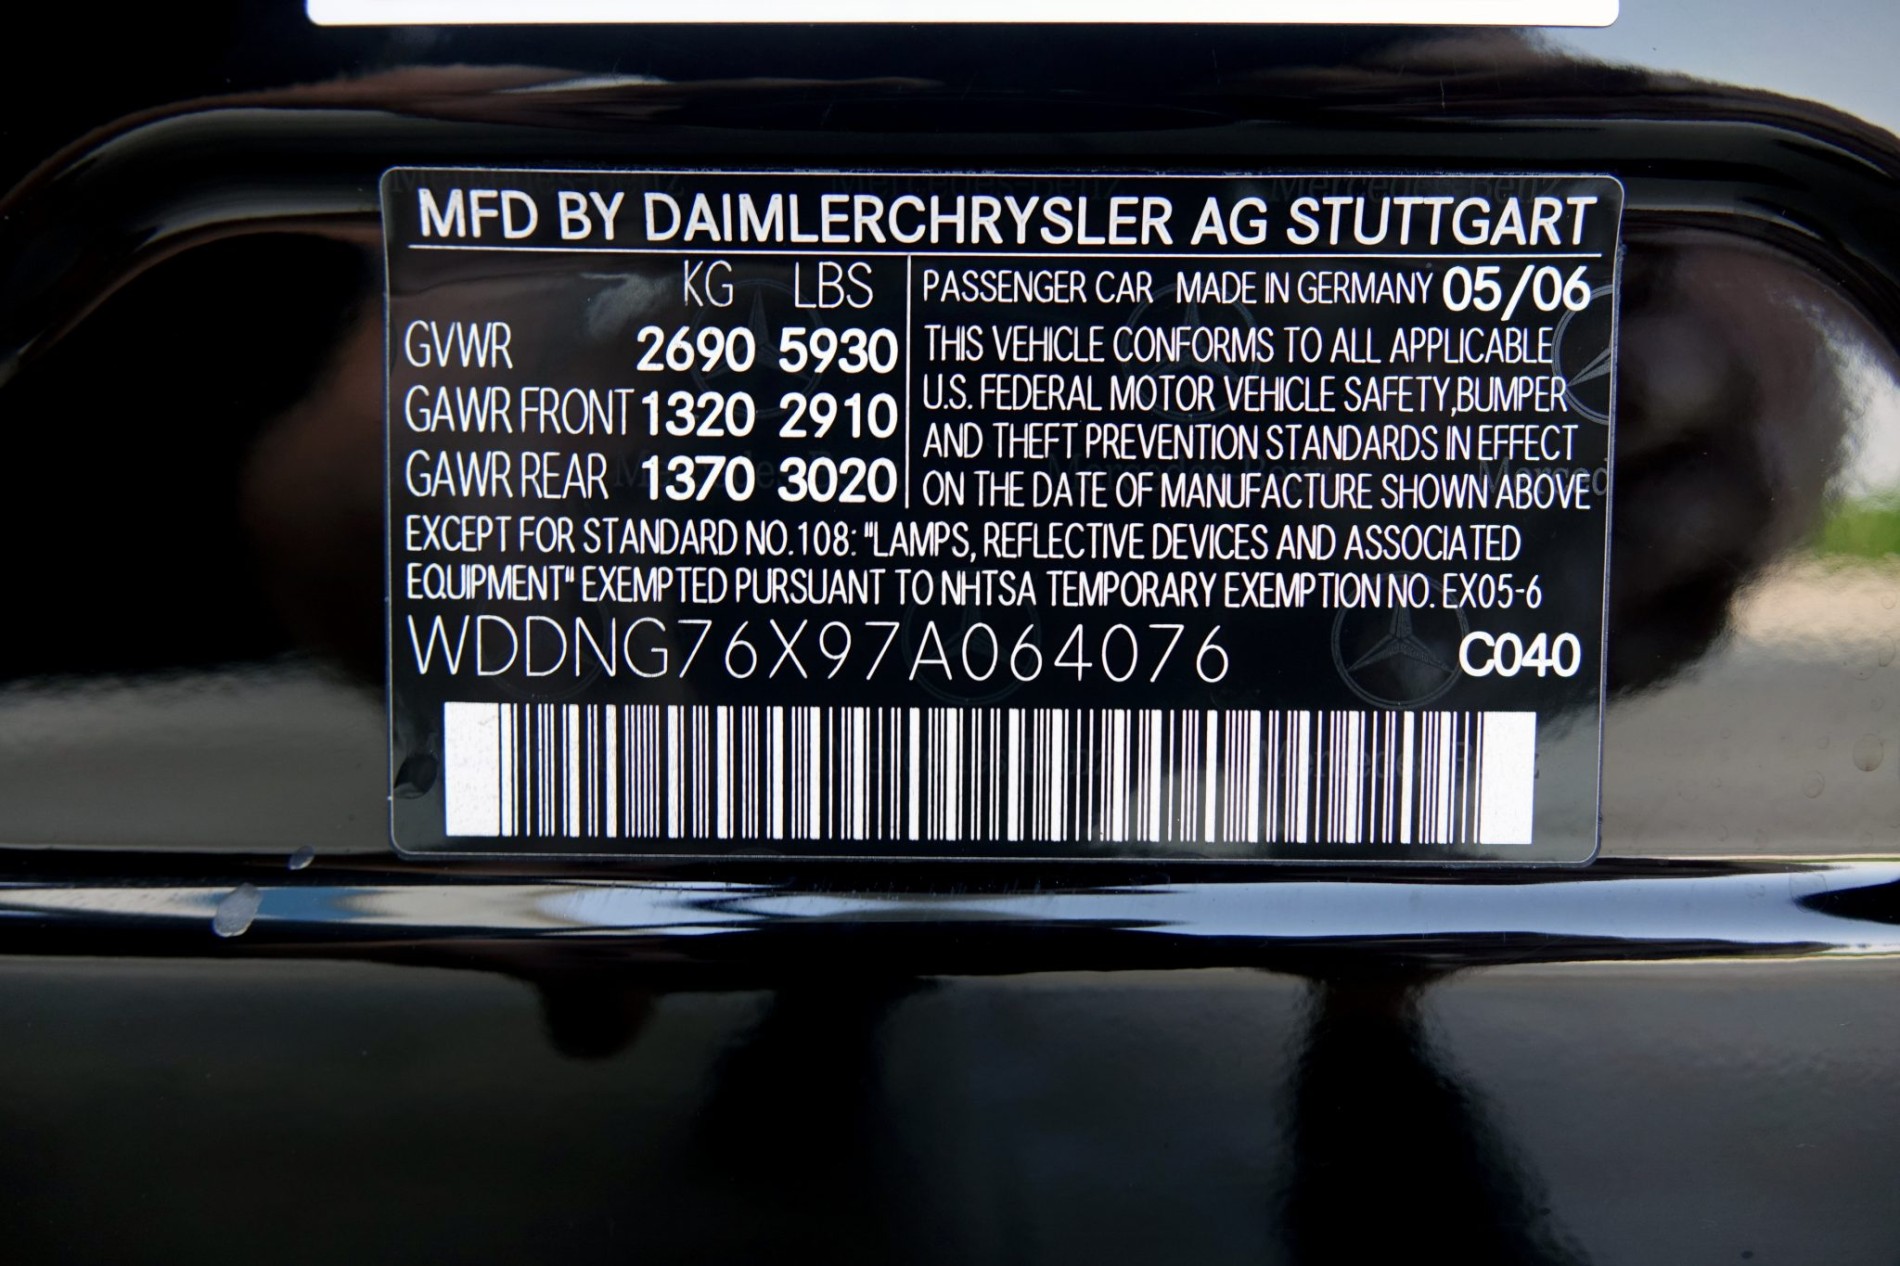 MFD BY DAIMLERCHRYSLER AG STUTTGART
KG LBS
GVWR 2690 5930
GAWR FRONT 1320 2910
GAWR REAR 1370 3020
PASSENGER CAR MADE IN GERMANY 05/06
THIS VEHICLE CONFORMS TO ALL APPLICABLE
U.S. FEDERAL MOTOR VEHICLE SAFETY,BUMPER
AND THEFT PREVENTION STANDARDS IN EFFECT
ON THE DATE OF MANUFACTURE SHOWN ABOVE
EXCEPT FOR STANDARD NO.108: "LAMPS, REFLECTIVE DEVICES AND ASSOCIATED
EQUIPMENT" EXEMPTED PURSUANT TO NHTSA TEMPORARY EXEMPTION NO. EX05-6
WDDNG76X97A064076 C040